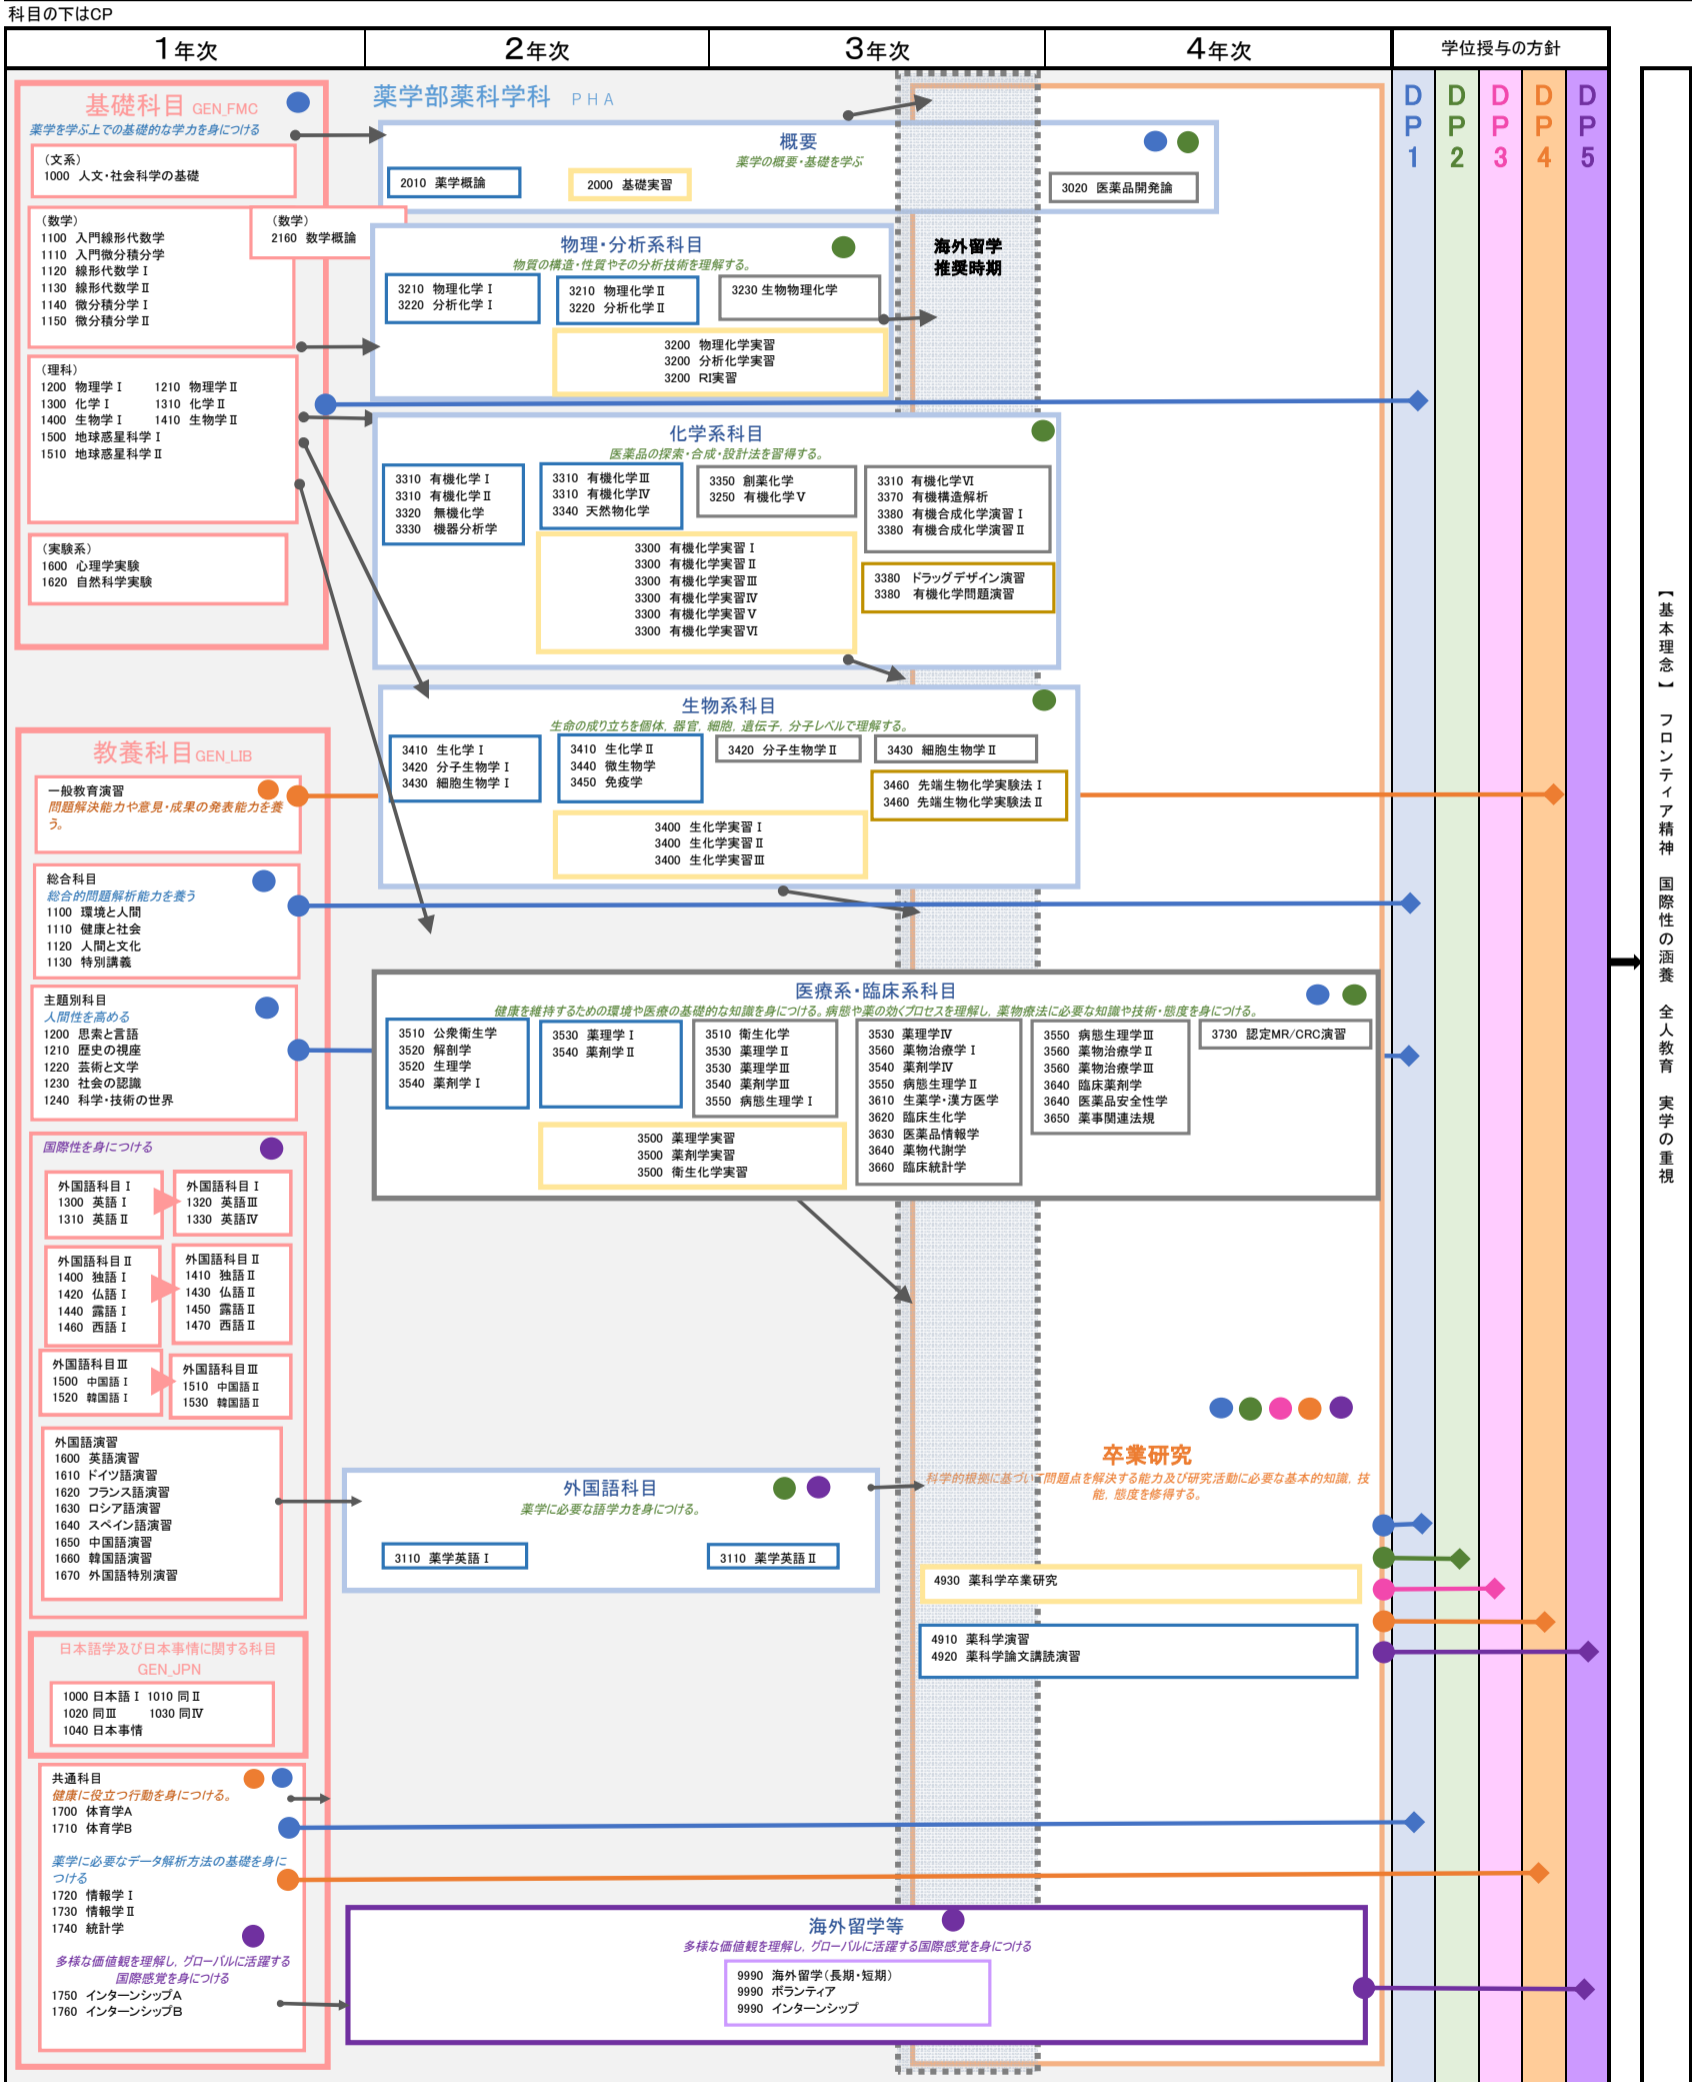 科目の下はCP
1年次
2年次
3年次
4年次
学位授与の方針
基礎科目 GEN_FMC
薬学を学ぶ上での基礎的な学力を身につける
（文系）
1000 人文・社会科学の基礎
（数学）
1100 入門線形代数学
1110 入門微分積分学
1120 線形代数学Ⅰ
1130 線形代数学Ⅱ
1140 微分積分学Ⅰ
1150 微分積分学Ⅱ
（数学）
2160 数学概論
（理科）
1200 物理学Ⅰ 1210 物理学Ⅱ
1300 化学Ⅰ 1310 化学Ⅱ
1400 生物学Ⅰ 1410 生物学Ⅱ
1500 地球惑星科学Ⅰ
1510 地球惑星科学Ⅱ
（実験系）
1600 心理学実験
1620 自然科学実験
教養科目 GEN_LIB
一般教育演習
問題解決能力や意見・成果の発表能力を養
う。
総合科目
総合的問題解析能力を養う
1100 環境と人間
1110 健康と社会
1120 人間と文化
1130 特別講義
主題別科目
人間性を高める
1200 思索と言語
1210 歴史の視座
1220 芸術と文学
1230 社会の認識
1240 科学・技術の世界
国際性を身につける
外国語科目Ⅰ
1300 英語Ⅰ
1310 英語Ⅱ
外国語科目Ⅰ
1320 英語Ⅲ
1330 英語Ⅳ
外国語科目Ⅱ
1400 独語Ⅰ
1420 仏語Ⅰ
1440 露語Ⅰ
1460 西語Ⅰ
外国語科目Ⅱ
1410 独語Ⅱ
1430 仏語Ⅱ
1450 露語Ⅱ
1470 西語Ⅱ
外国語科目Ⅲ
1500 中国語Ⅰ
1520 韓国語Ⅰ
外国語科目Ⅲ
1510 中国語Ⅱ
1530 韓国語Ⅱ
外国語演習
1600 英語演習
1610 ドイツ語演習
1620 フランス語演習
1630 ロシア語演習
1640 スペイン語演習
1650 中国語演習
1660 韓国語演習
1670 外国語特別演習
日本語学及び日本事情に関する科目
GEN_JPN
1000 日本語Ⅰ 1010 同Ⅱ
1020 同Ⅲ 1030 同Ⅳ
1040 日本事情
共通科目
健康に役立つ行動を身につける。
1700 体育学A
1710 体育学B
薬学に必要なデータ解析方法の基礎を身に
つける
1720 情報学Ⅰ
1730 情報学Ⅱ
1740 統計学
多様な価値観を理解し，グローバルに活躍する
国際感覚を身につける
1750 インターンシップA
1760 インターンシップB
薬学部薬科学科 PHA
概要
薬学の概要・基礎を学ぶ
2010 薬学概論
2000 基礎実習
3020 医薬品開発論
物理・分析系科目
物質の構造・性質やその分析技術を理解する。
3210 物理化学Ⅰ
3220 分析化学Ⅰ
3210 物理化学Ⅱ
3220 分析化学Ⅱ
3230 生物物理化学
3200 物理化学実習
3200 分析化学実習
3200 RI実習
海外留学
推奨時期
化学系科目
医薬品の探索・合成・設計法を習得する。
3310 有機化学Ⅰ
3310 有機化学Ⅱ
3320 無機化学
3330 機器分析学
3310 有機化学Ⅲ
3310 有機化学Ⅳ
3340 天然物化学
3350 創薬化学
3250 有機化学Ⅴ
3310 有機化学Ⅵ
3370 有機構造解析
3380 有機合成化学演習Ⅰ
3380 有機合成化学演習Ⅱ
3300 有機化学実習Ⅰ
3300 有機化学実習Ⅱ
3300 有機化学実習Ⅲ
3300 有機化学実習Ⅳ
3300 有機化学実習Ⅴ
3300 有機化学実習Ⅵ
3380 ドラッグデザイン演習
3380 有機化学問題演習
生物系科目
生命の成り立ちを個体，器官，細胞，遺伝子，分子レベルで理解する。
3410 生化学Ⅰ
3420 分子生物学Ⅰ
3430 細胞生物学Ⅰ
3410 生化学Ⅱ
3440 微生物学
3450 免疫学
3420 分子生物学Ⅱ
3430 細胞生物学Ⅱ
3460 先端生物化学実験法Ⅰ
3460 先端生物化学実験法Ⅱ
3400 生化学実習Ⅰ
3400 生化学実習Ⅱ
3400 生化学実習Ⅲ
医療系・臨床系科目
健康を維持するための環境や医療の基礎的な知識を身につける。病態や薬の効くプロセスを理解し，薬物療法に必要な知識や技術・態度を身につける。
3510 公衆衛生学
3520 解剖学
3520 生理学
3540 薬剤学Ⅰ
3530 薬理学Ⅰ
3540 薬剤学Ⅱ
3510 衛生化学
3530 薬理学Ⅱ
3530 薬理学Ⅲ
3540 薬剤学Ⅲ
3550 病態生理学Ⅰ
3530 薬理学Ⅳ
3560 薬物治療学Ⅰ
3540 薬剤学Ⅳ
3550 病態生理学Ⅱ
3610 生薬学・漢方医学
3620 臨床生化学
3630 医薬品情報学
3640 薬物代謝学
3660 臨床統計学
3550 病態生理学Ⅲ
3560 薬物治療学Ⅱ
3560 薬物治療学Ⅲ
3640 臨床薬剤学
3640 医薬品安全性学
3650 薬事関連法規
3730 認定MR/CRC演習
3500 薬理学実習
3500 薬剤学実習
3500 衛生化学実習
外国語科目
薬学に必要な語学力を身につける。
3110 薬学英語Ⅰ
3110 薬学英語Ⅱ
卒業研究
科学的根拠に基づいて問題点を解決する能力及び研究活動に必要な基本的知識，技
能，態度を修得する。
4930 薬科学卒業研究
4910 薬科学演習
4920 薬科学論文講読演習
海外留学等
多様な価値観を理解し，グローバルに活躍する国際感覚を身につける
9990 海外留学（長期・短期）
9990 ボランティア
9990 インターンシップ
DP1
DP2
DP3
DP4
DP5
【基本理念】 フロンティア精神 国際性の涵養 全人教育 実学の重視